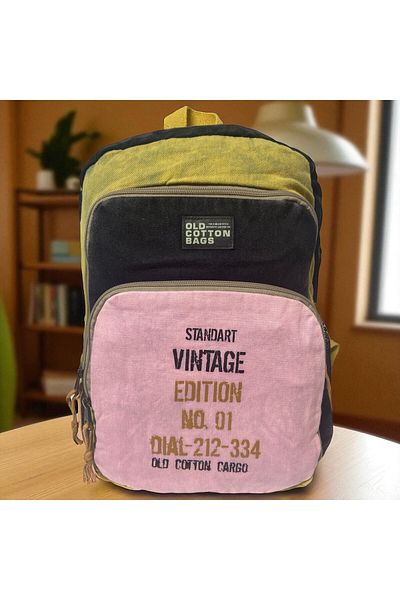 OLD
COTTON
BAGS
STANDART
VINTAGE
EDITION
NO. 01
DIAL-212-334
OLD COTTON CARGO